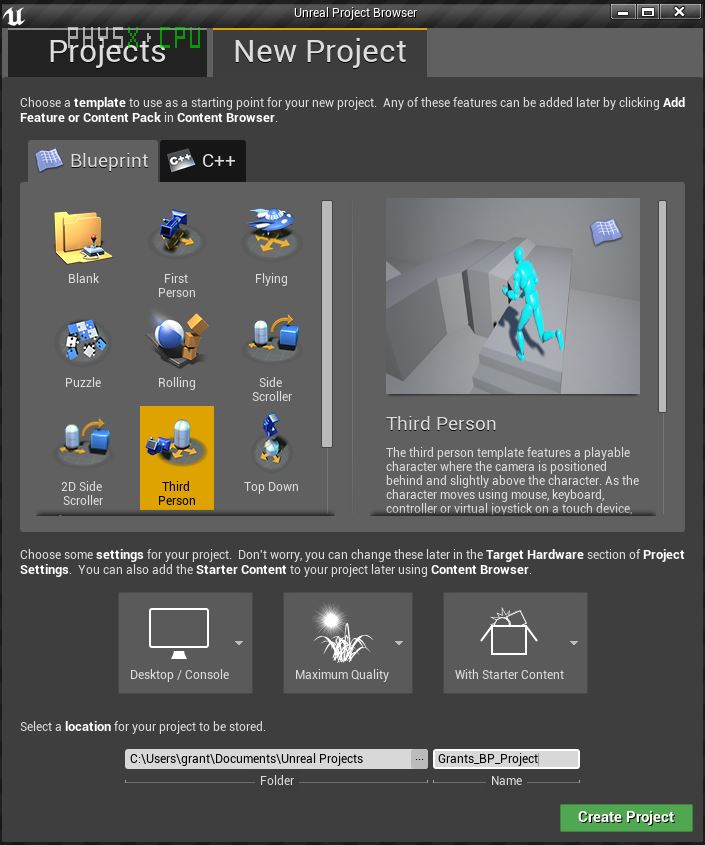 Unreal Project Browser
PHYSX▸CPU
Projects
New Project
Choose a template to use as a starting point for your new project. Any of these features can be added later by clicking Add
Feature or Content Pack in Content Browser.
Blueprint
C++
C++
Blank
First
Person
Flying
Puzzle
Rolling
Side
Scroller
2D Side
Scroller
Third
Person
Top Down
Third Person
The third person template features a playable
character where the camera is positioned
behind and slightly above the character. As the
character moves using mouse, keyboard,
controller or virtual joystick on a touch device,
Choose some settings for your project. Don't worry, you can change these later in the Target Hardware section of Project
Settings. You can also add the Starter Content to your project later using Content Browser.
Desktop / Console
Maximum Quality
With Starter Content
Select a location for your project to be stored.
C:\Users\grant\Documents\Unreal Projects
...
Grants_BP_Project
Folder
Name
Create Project